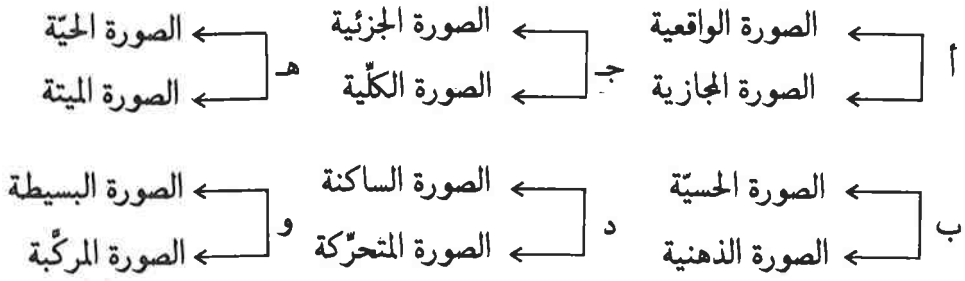 أ الصورة الواقعية جـ الصورة الجزئية هـ الصورة الحيّة
الصورة المجازية الصورة الكلّية الصورة الميتة
ب الصورة الحسيّة د الصورة الساكنة و الصورة البسيطة
الصورة الذهنية الصورة المتحرّكة الصورة المركَّبة